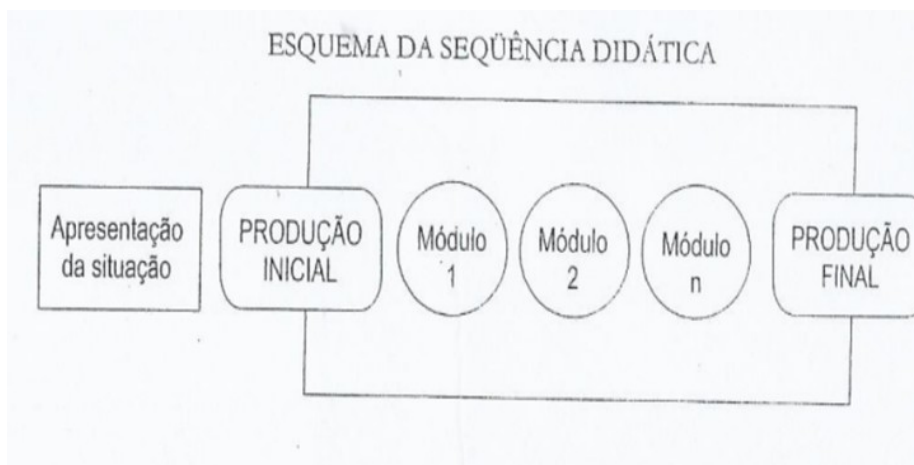 ESQUEMA DA SEQÜÊNCIA DIDÁTICA
Apresentação
da situação
PRODUÇÃO
INICIAL
Módulo
1
Módulo
2
Módulo
n
PRODUÇÃO
FINAL